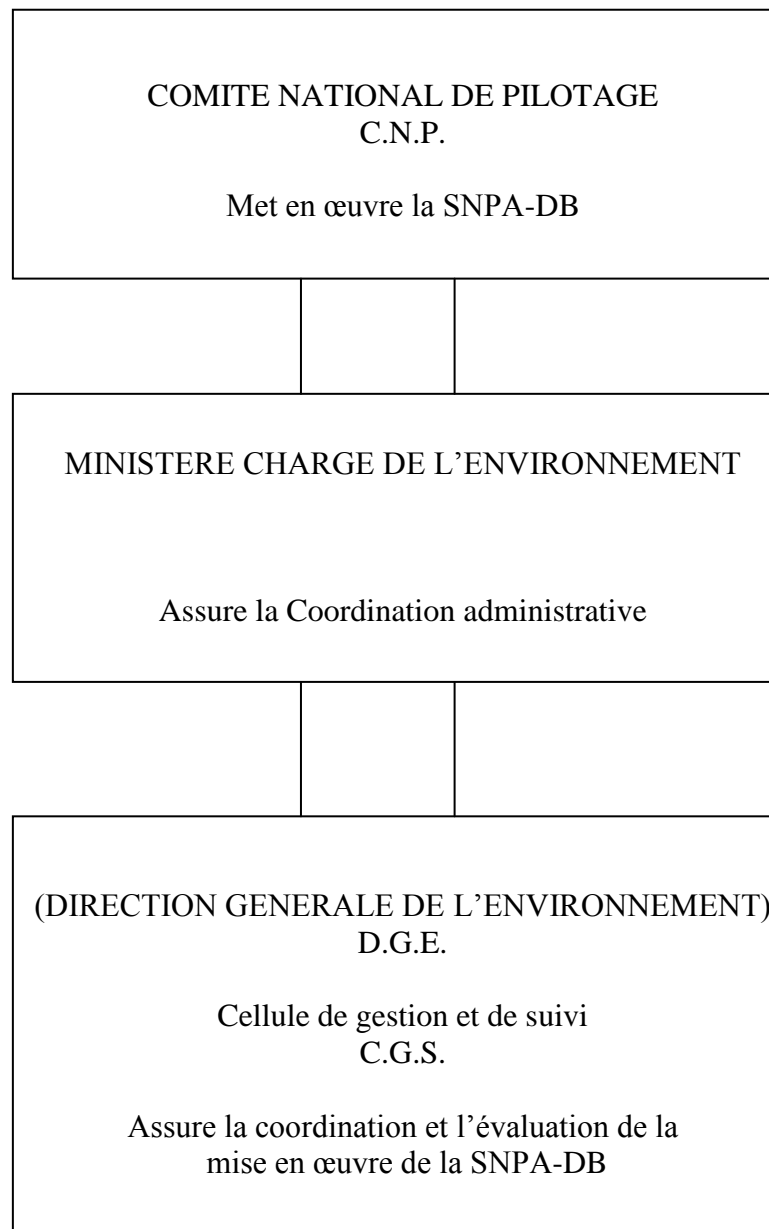 COMITE NATIONAL DE PILOTAGE
C.N.P.
Met en œuvre la SNPA-DB
MINISTERE CHARGE DE L’ENVIRONNEMENT
Assure la Coordination administrative
(DIRECTION GENERALE DE L’ENVIRONNEMENT)
D.G.E.
Cellule de gestion et de suivi
C.G.S.
Assure la coordination et l’évaluation de la
mise en œuvre de la SNPA-DB